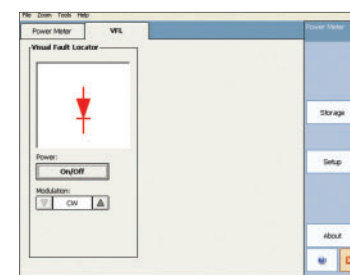 File Zoom Tools Help
Power Meter VFL
Visual Fault Locator
Power:
On/Off
Modulation:
CW
Power Meter
Storage
Setup
About